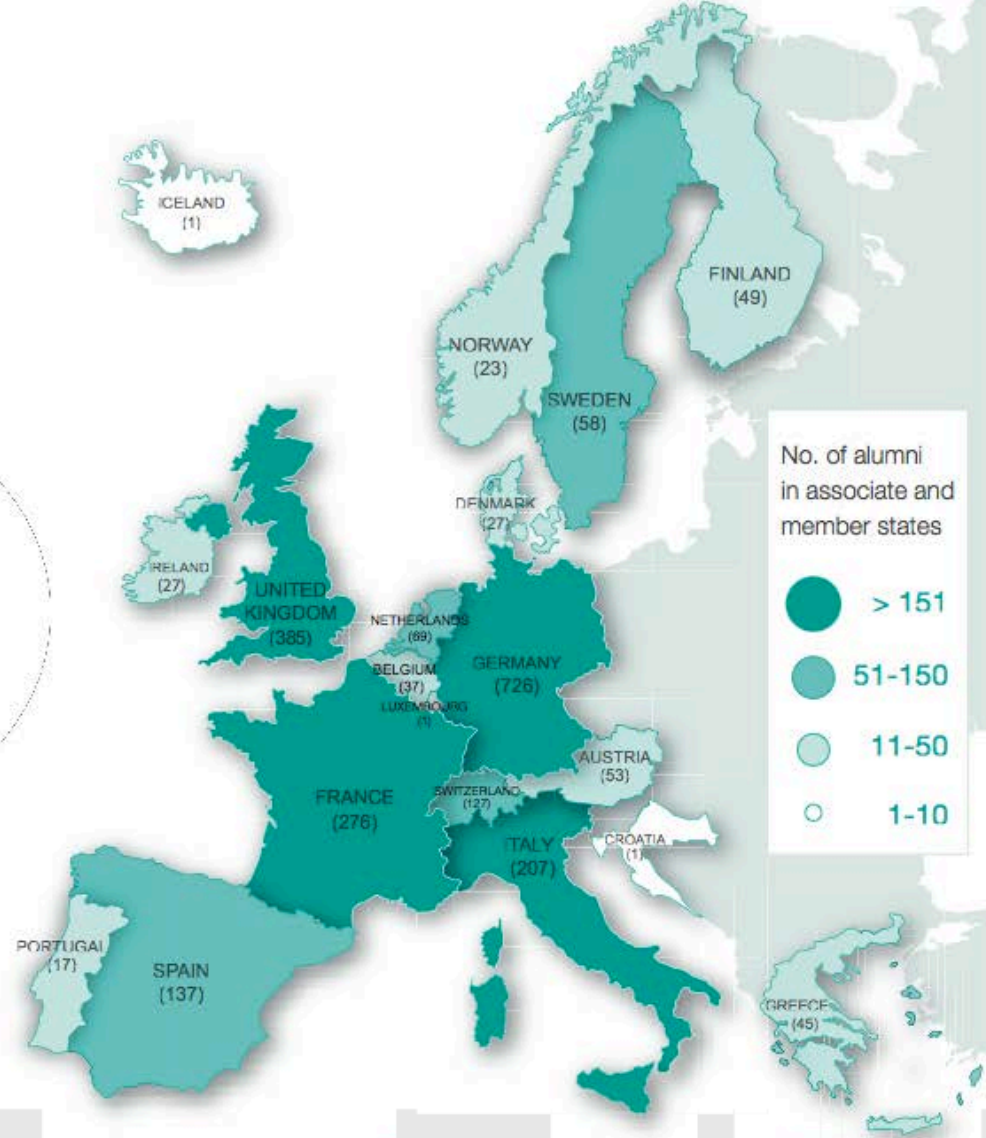 ICELAND
(1)
FINLAND
(49)
NORWAY
(23)
SWEDEN
(58)
No. of alumni
in associate and
member states
> 151
51-150
11-50
1-10
DENMARK
(27)
IRELAND
(27)
UNITED
KINGDOM
(385)
NETHERLANDS
(69)
BELGIUM
(37)
LUXEMBOURG
(1)
GERMANY
(726)
AUSTRIA
(53)
SWITZERLAND
(127)
FRANCE
(276)
ITALY
(207)
CROATIA
(1)
PORTUGAL
(17)
SPAIN
(137)
GREECE
(45)